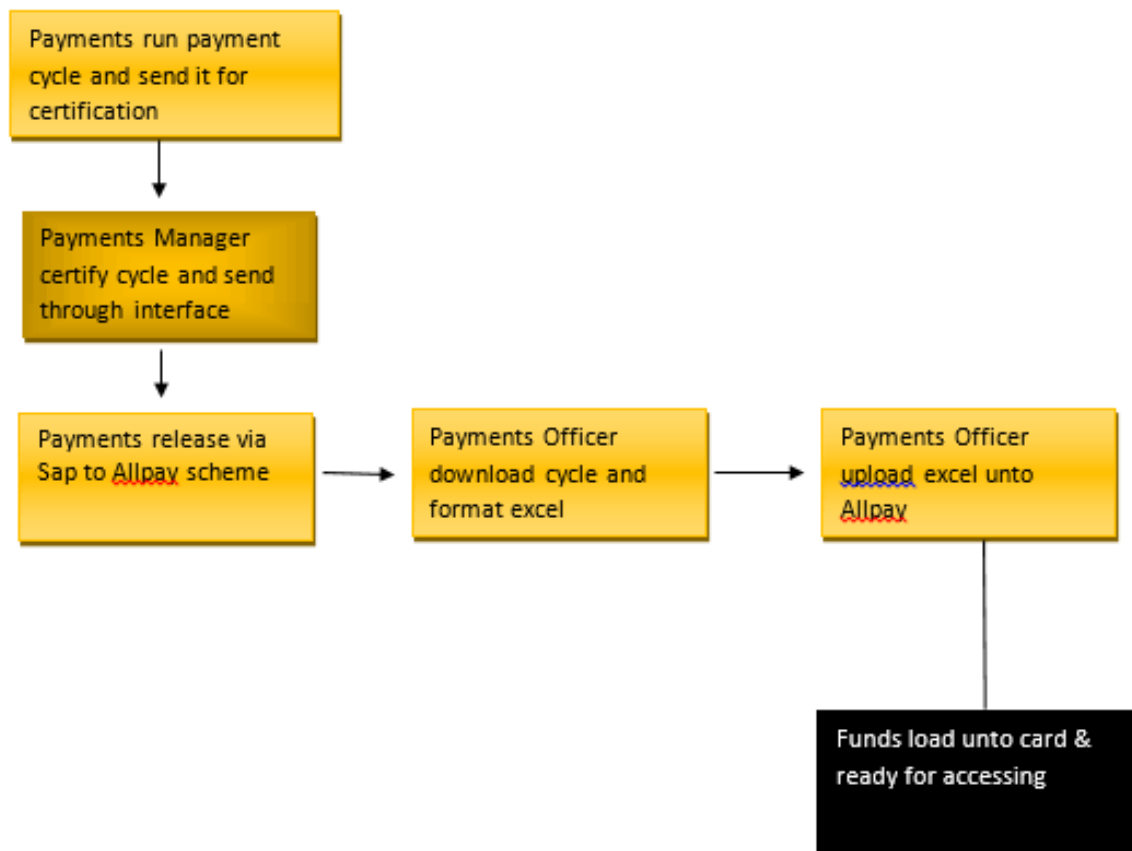 Payments run payment
cycle and send it for
certification
Payments Manager
certify cycle and send
through interface
Payments release via
Sap to Allpay scheme
Payments Officer
download cycle and
format excel
Payments Officer
upload excel unto
Allpay
Funds load unto card &
ready for accessing